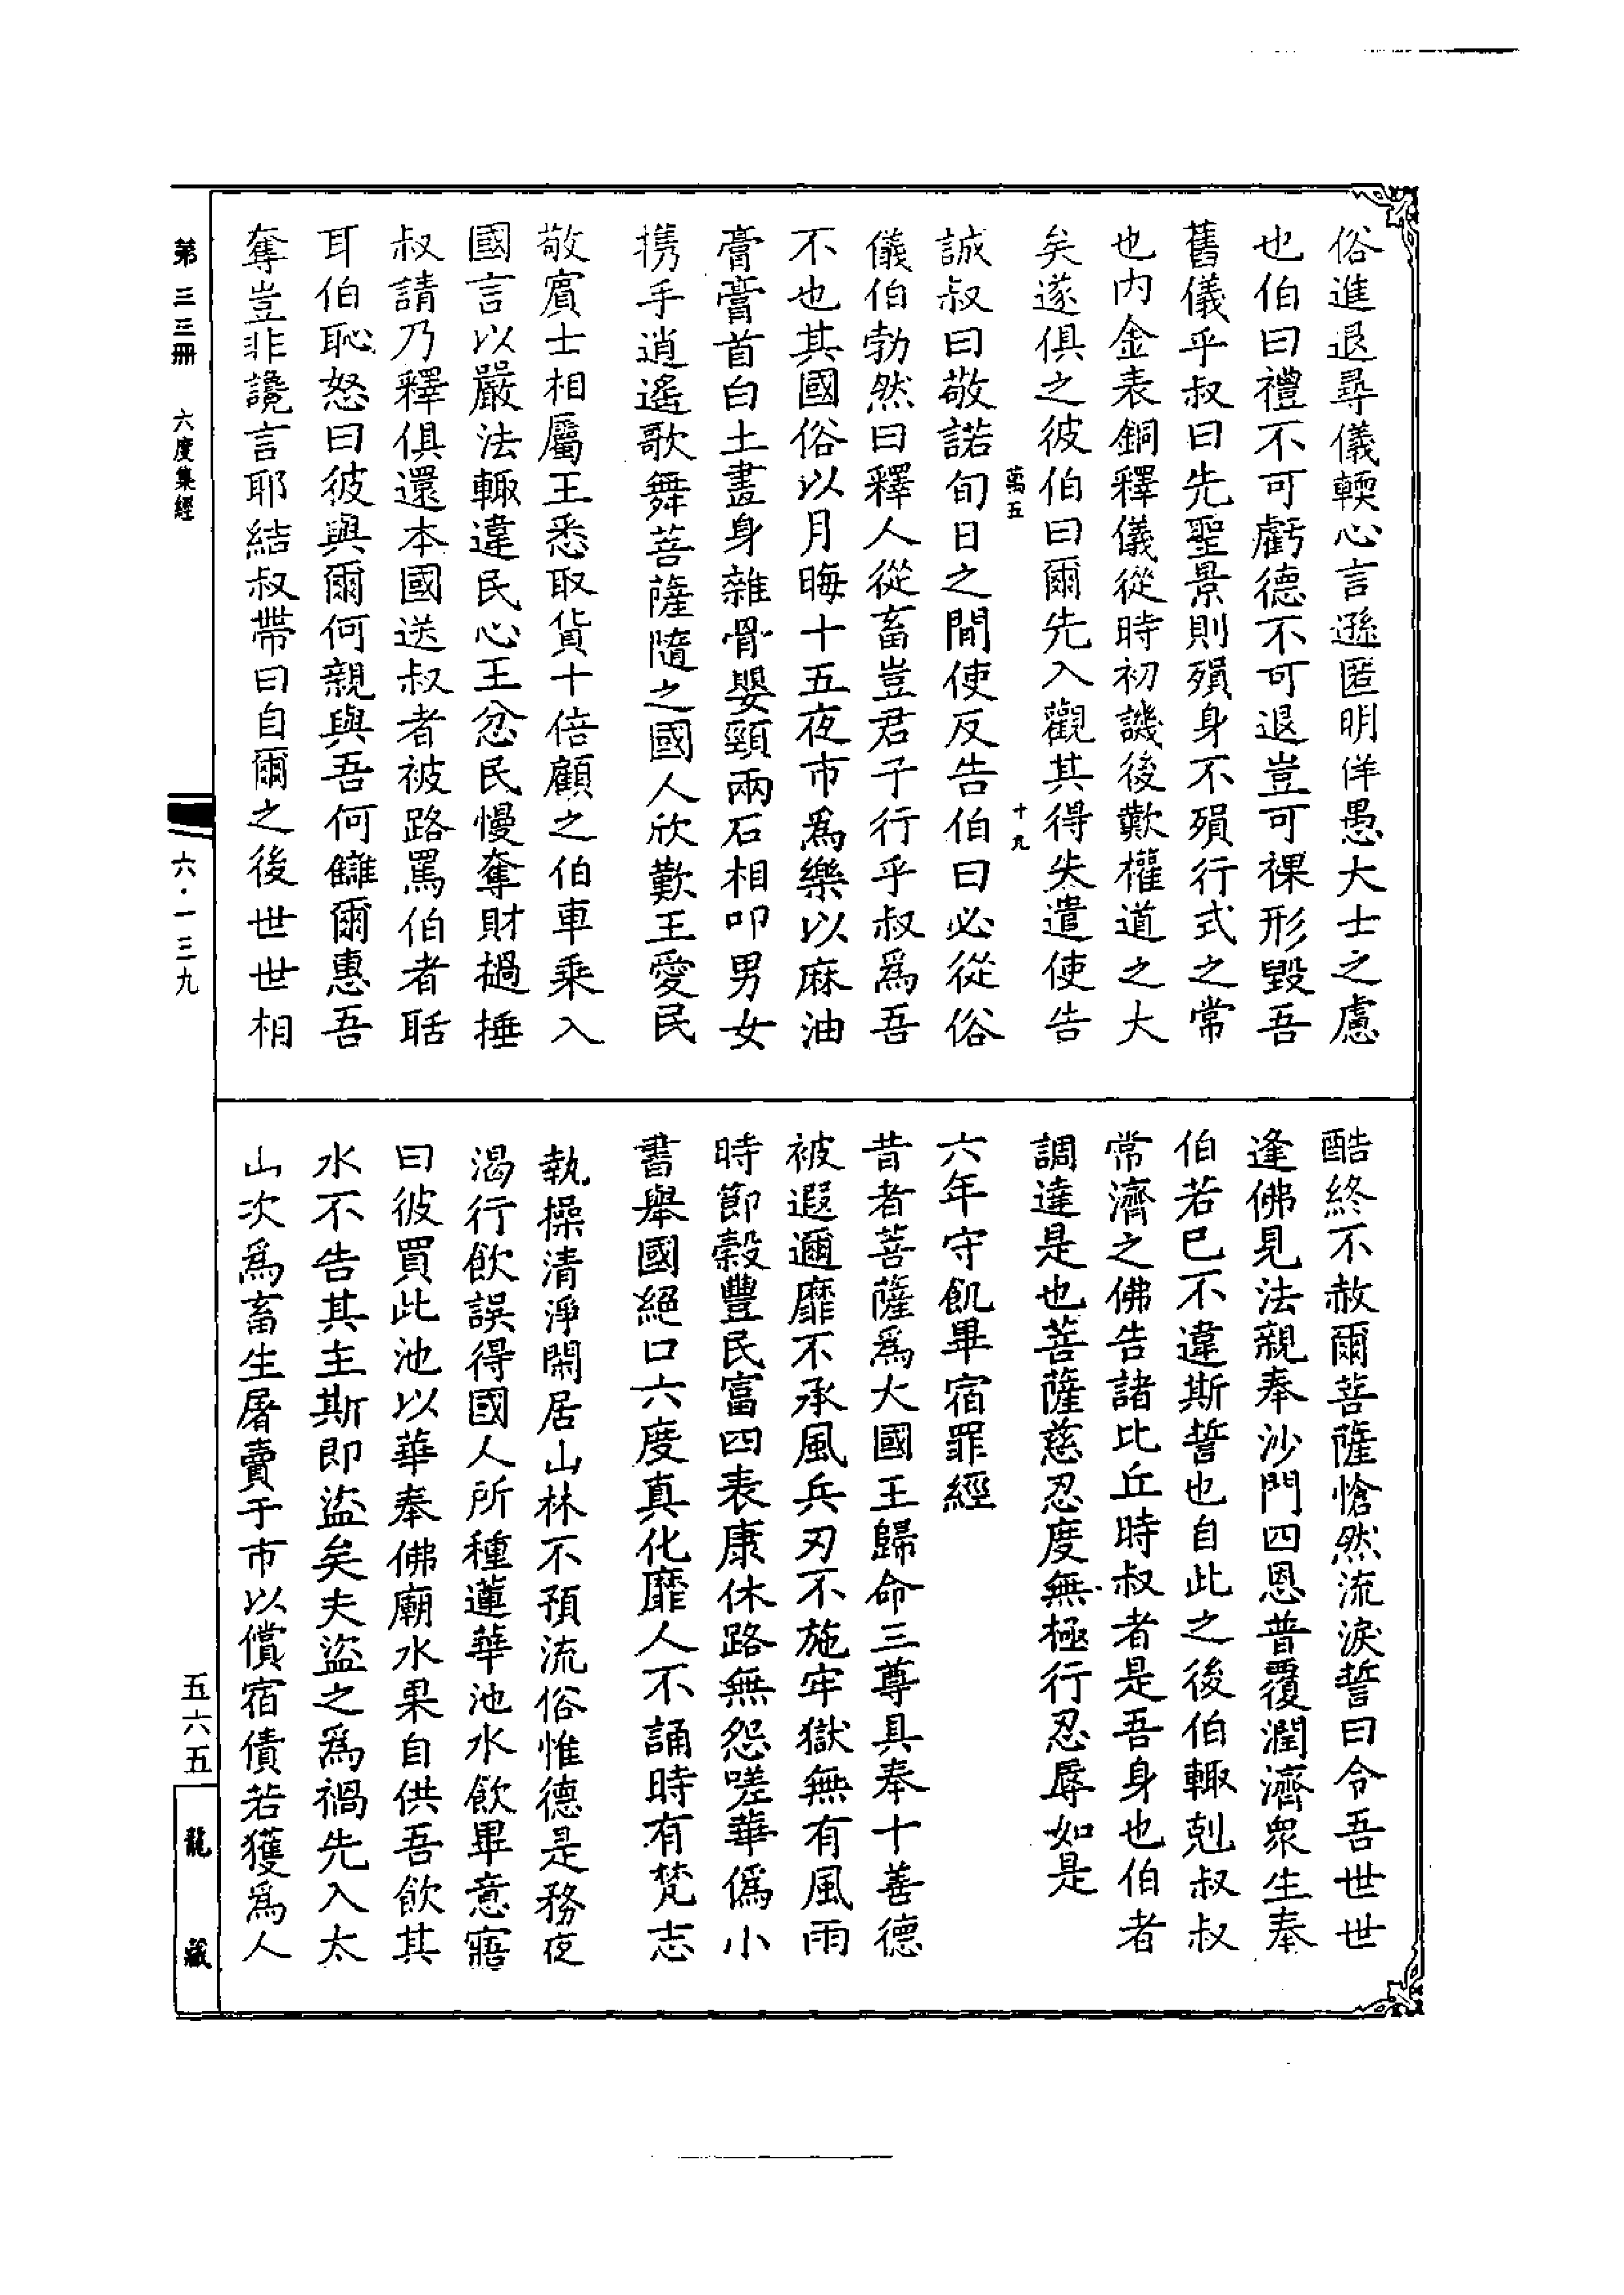 俗進退尋儀輭心言遜匿明佯愚大士之慮
也伯曰禮不可虧德不可退豈可裸形毀吾
舊儀乎叔曰先聖景則殞身不殞行式之常
也內金表銅釋儀從時初譏後歎權道之大
矣遂俱之彼伯曰爾先入觀其得失遣使告
萬五
十九
誠叔曰敬諾旬日之間使反告伯曰必從俗
儀伯勃然曰釋人從畜豈君子行乎叔為吾
不也其國俗以月晦十五夜市為樂以麻油
膏膏首白土畫身雜骨嬰頸兩石相叩男女
携手逍遙歌舞菩薩隨之國人欣歎王愛民
敬賓士相屬王悉取貨十倍顧之伯車乘入
國言以嚴法輙違民心王忿民慢奪財撾捶
叔請乃釋俱還本國送叔者被路罵伯者聒
耳伯恥怒曰彼與爾何親與吾何讎爾惠吾
奪豈非讒言耶結叔帶曰自爾之後世世相
酷終不赦爾菩薩愴然流淚誓曰令吾世世
逢佛見法親奉沙門四恩普覆潤濟眾生奉
伯若已不違斯誓也自此之後伯輙剋叔叔
常濟之佛告諸比丘時叔者是吾身也伯者
調達是也菩薩慈忍度無極行忍辱如是
六年守飢畢宿罪經
昔者菩薩為大國王歸命三尊具奉十善德
被遐邇靡不承風兵刃不施牢獄無有風雨
時節穀豐民富四表康休路無怨嗟華偽小
書舉國絕口六度真化靡人不誦時有梵志
執操清淨閑居山林不預流俗惟德是務夜
渴行飲誤得國人所種蓮華池水飲畢意寤
曰彼買此池以華奉佛廟水果自供吾飲其
水不告其主斯即盜矣夫盜之為禍先入太
山次為畜生屠賣于市以償宿債若獲為人
第三三冊 六度集經
六·一三九
五六五
龍藏